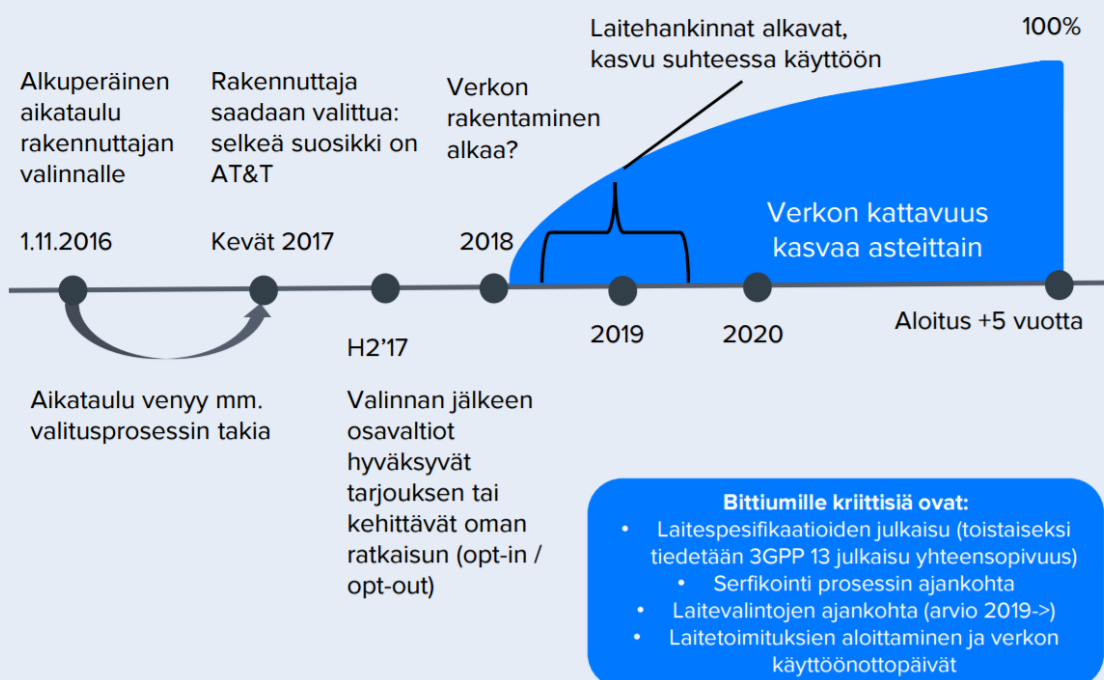 Alkuperäinen
aikataulu
rakennuttajan
valinnalle
1.11.2016
Rakennuttaja
saadaan valittua:
selkeä suosikki on
AT&T
Kevät 2017
Verkon
rakentaminen
alkaa?
2018
Laitehankinnat alkavat,
kasvu suhteessa käyttöön
100%
Verkon kattavuus
kasvaa asteittain
2019
2020
Aloitus +5 vuotta
Aikataulu venyy mm.
valitusprosessin takia
H2'17
Valinnan jälkeen
osavaltiot
hyväksyvät
tarjouksen tai
kehittävät oman
ratkaisun (opt-in /
opt-out)
Bittiumille kriittisiä ovat:
• Laitespesifikaatioiden julkaisu (toistaiseksi
tiedetään 3GPP 13 julkaisu yhteensopivuus)
• Serfikointi prosessin ajankohta
• Laitevalintojen ajankohta (arvio 2019->)
• Laitetoimituksien aloittaminen ja verkon
käyttöönottopäivät